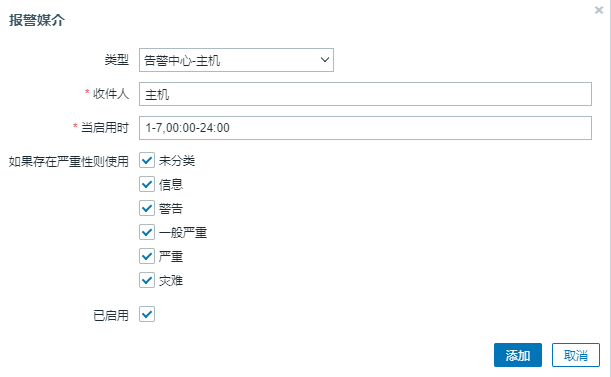 报警媒介
类型 告警中心-主机
* 收件人 主机
* 当启用时 1-7,00:00-24:00
如果存在严重性则使用 未分类
信息
警告
一般严重
严重
灾难
已启用
添加 取消